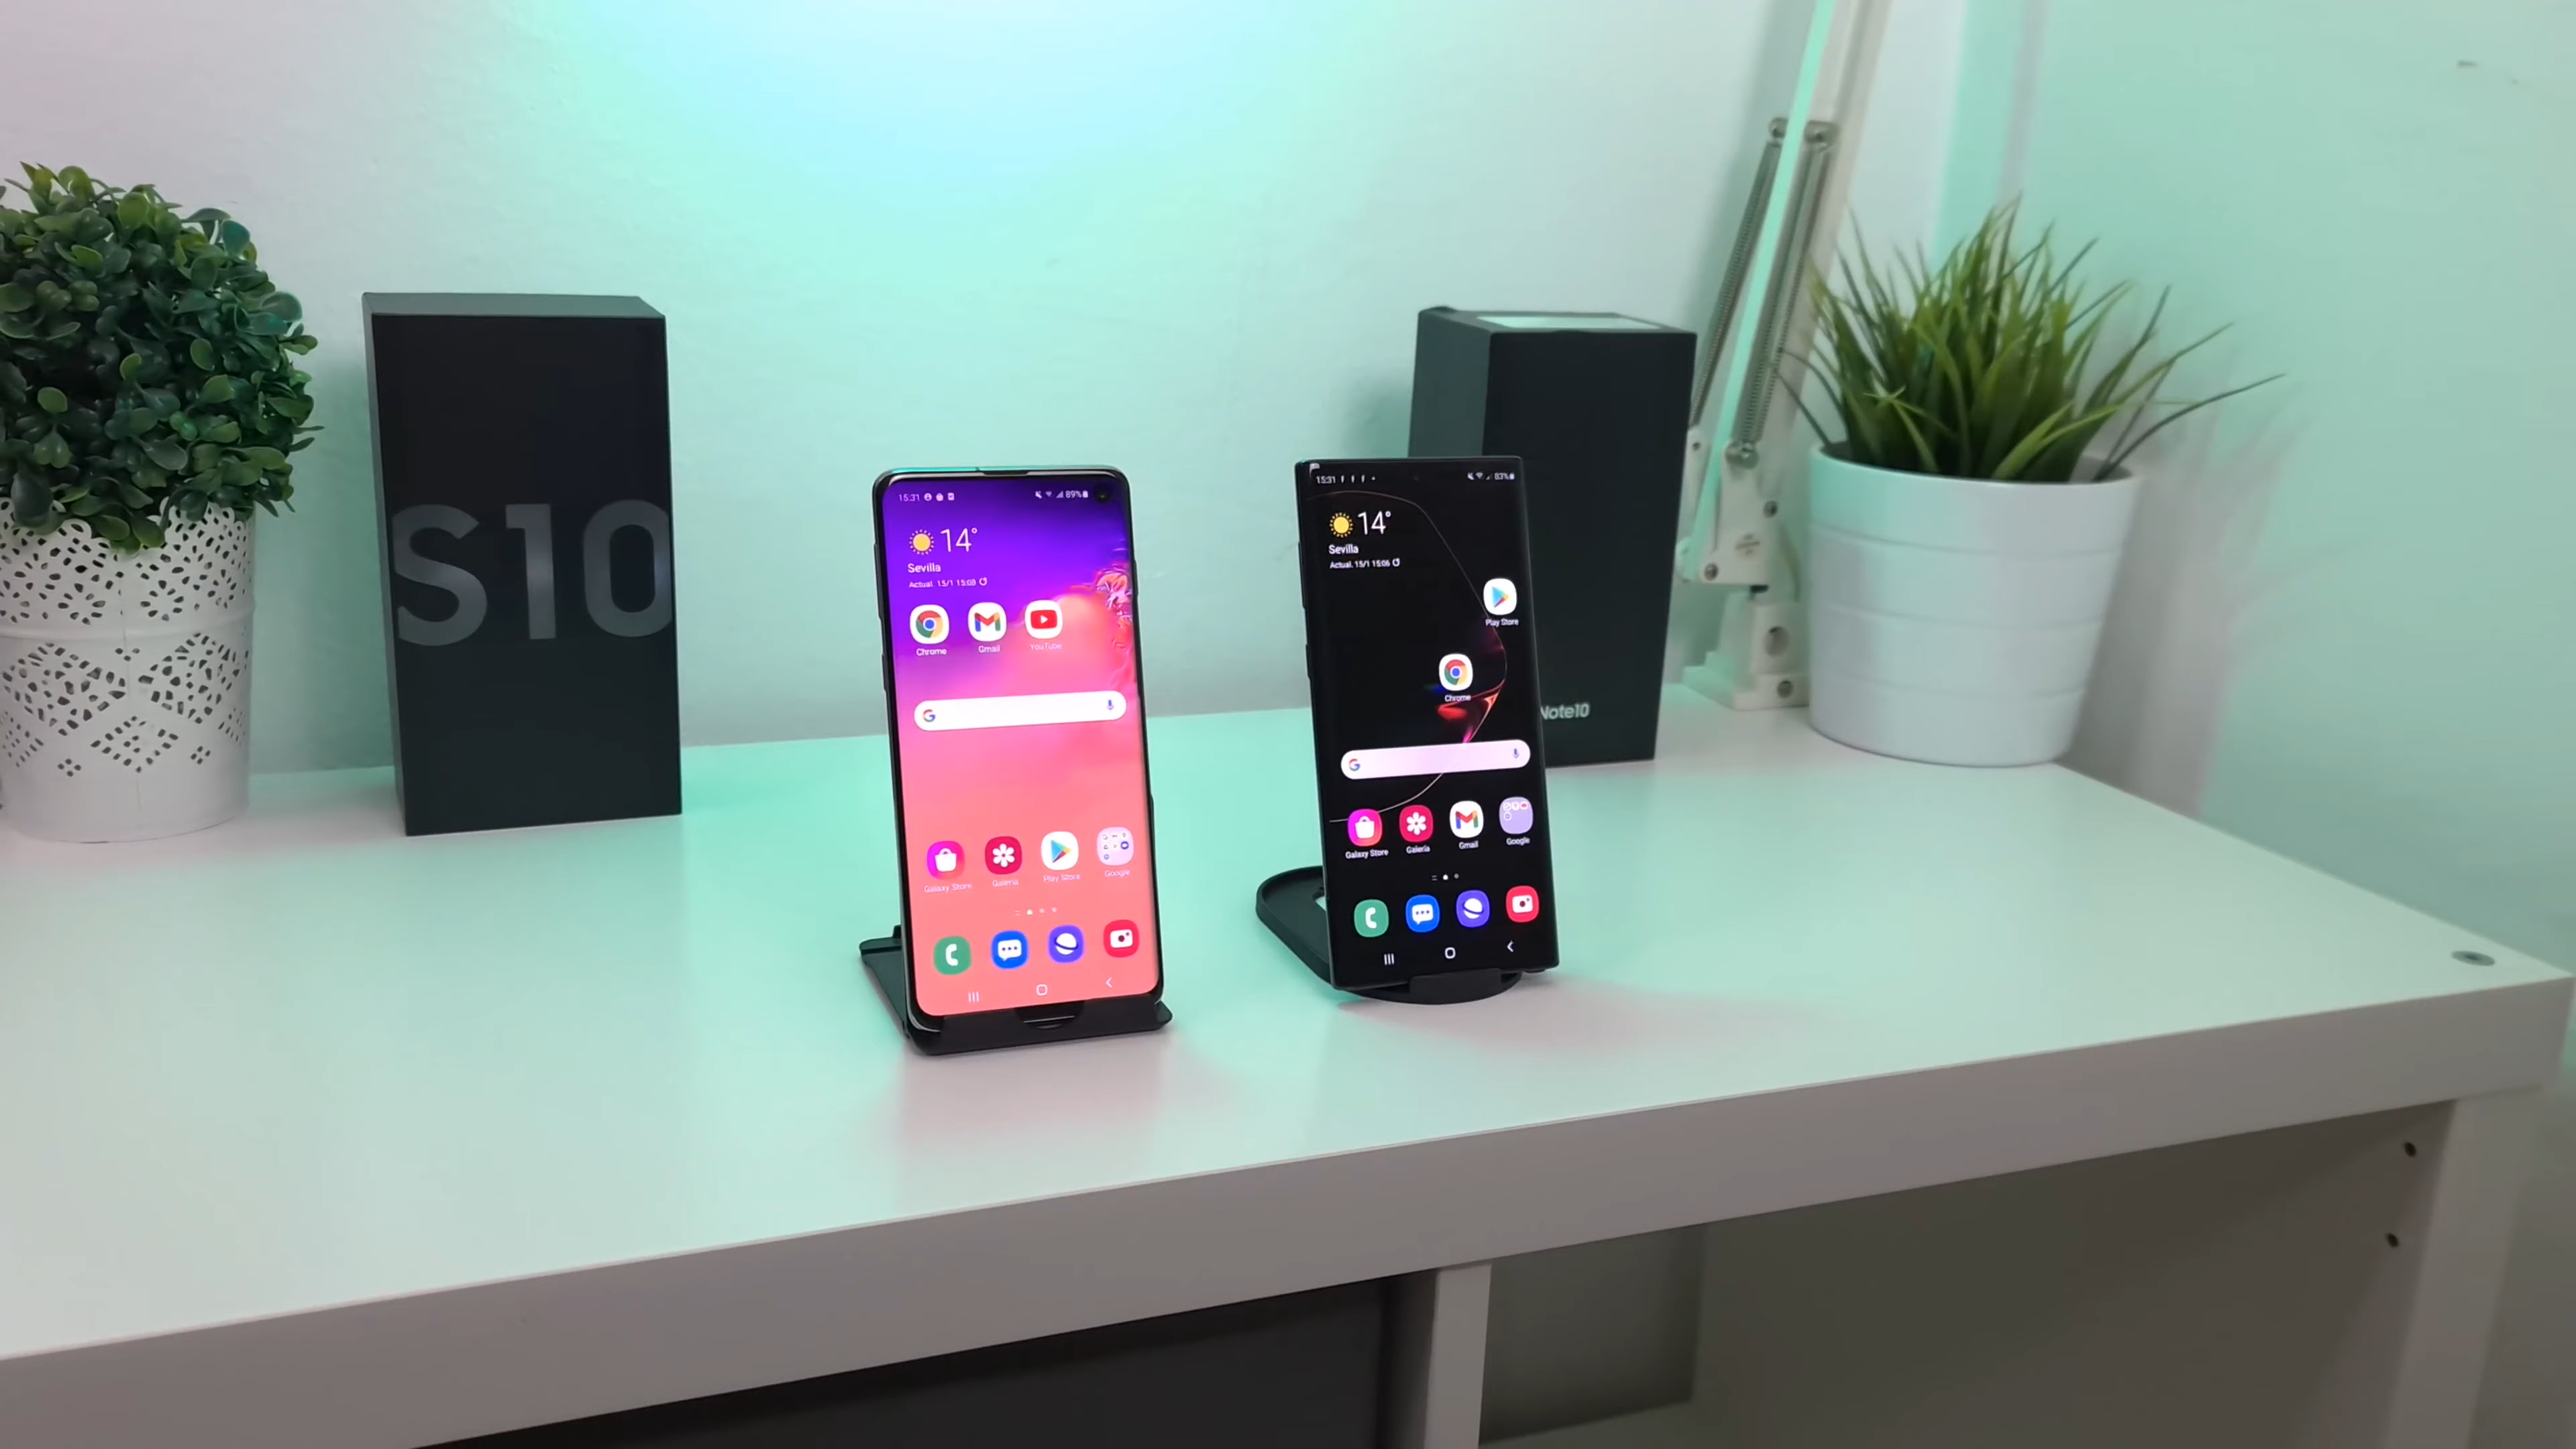 S10
15:31
89%
14°
Sevilla
Actual. 15/1 15:09
Chrome
Gmail
YouTube
G
Galaxy Store
Galería
Play Store
Google
15:31
83%
14°
Sevilla
Actual. 15/1 15:06
Play Store
Chrome
G
Galaxy Store
Galería
Gmail
Google
Note10